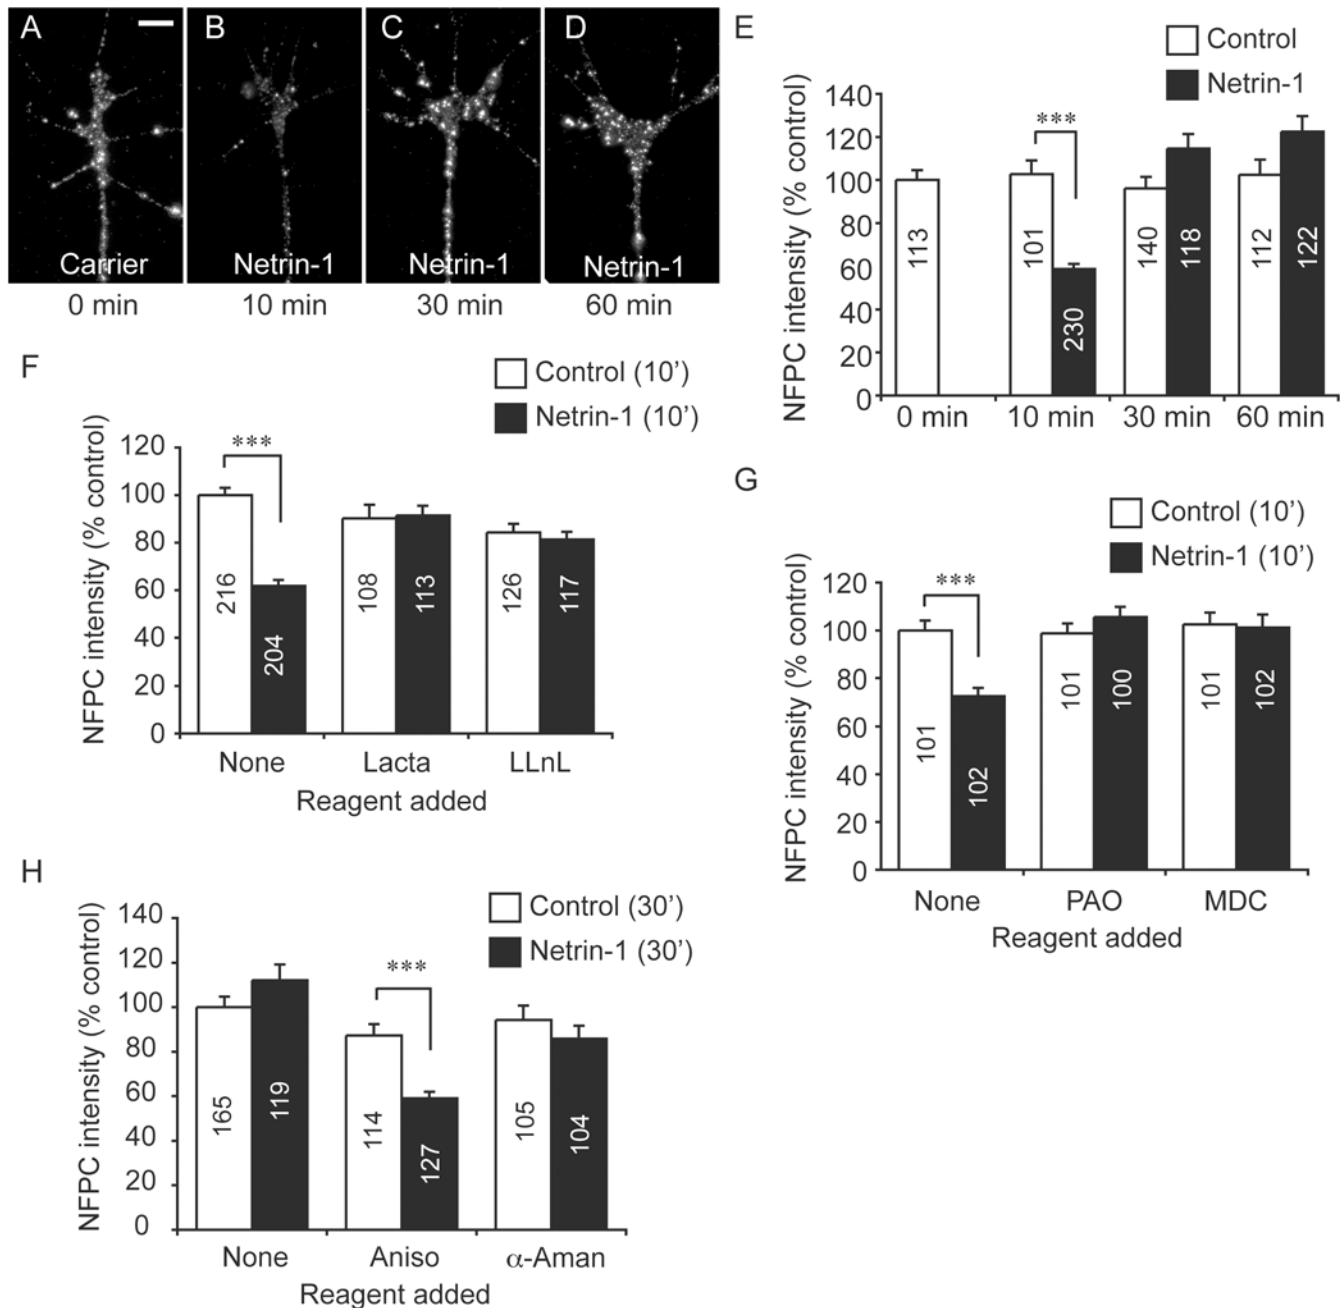 A
B
C
D
Carrier
Netrin-1
Netrin-1
Netrin-1
0 min
10 min
30 min
60 min
E
Control
Netrin-1
NFPC intensity (% control)
140
120
100
80
60
40
20
0
***
113
101
230
140
118
112
122
0 min
10 min
30 min
60 min
F
Control (10’)
Netrin-1 (10’)
NFPC intensity (% control)
120
100
80
60
40
20
0
***
216
204
108
113
126
117
None
Lacta
LLnL
Reagent added
G
Control (10’)
Netrin-1 (10’)
NFPC intensity (% control)
120
100
80
60
40
20
0
***
101
102
101
100
101
102
None
PAO
MDC
Reagent added
H
Control (30’)
Netrin-1 (30’)
NFPC intensity (% control)
140
120
100
80
60
40
20
0
***
165
119
114
127
105
104
None
Aniso
α-Aman
Reagent added